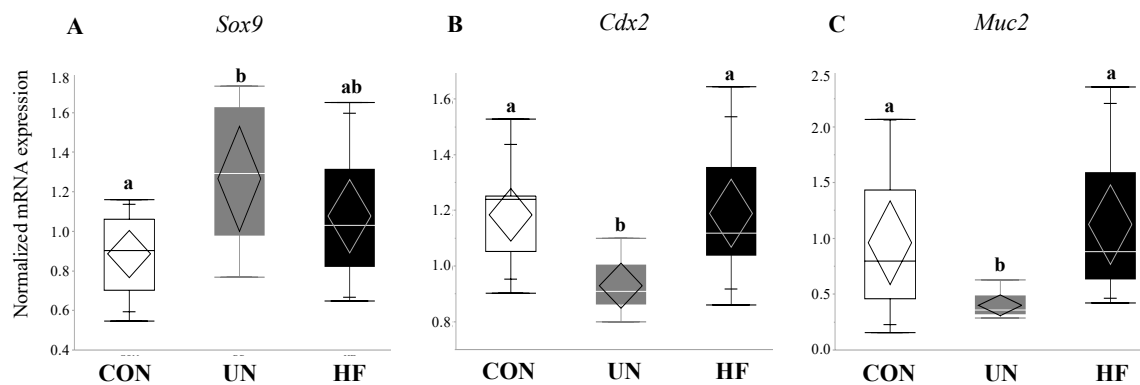 A Sox9
B Cdx2
C Muc2
Normalized mRNA expression
1.8
1.6
1.4
1.2
1.0
0.8
0.6
0.4
a
b
ab
CON UN HF
1.6
1.4
1.2
1.0
0.8
a
b
a
CON UN HF
2.5
2.0
1.5
1.0
0.5
0.0
a
b
a
CON UN HF